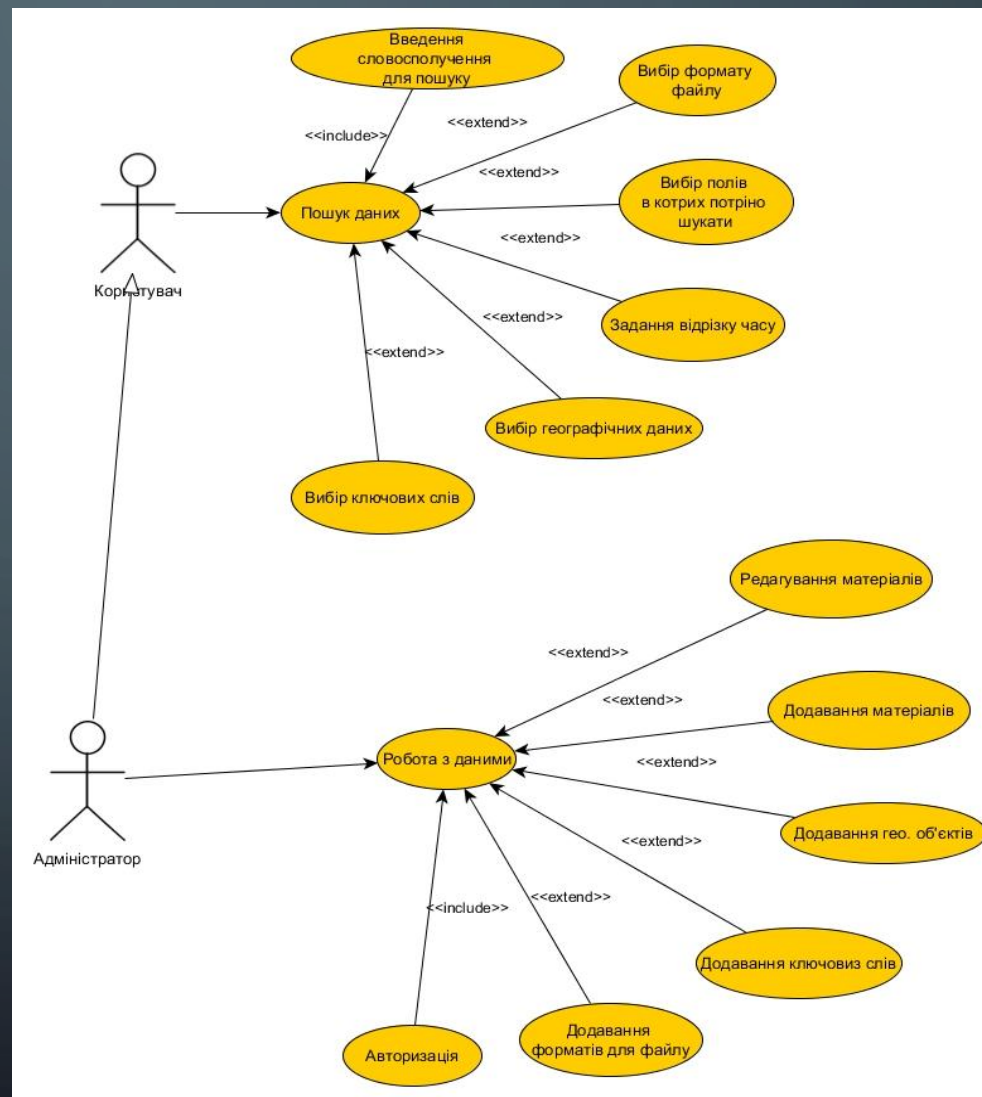 Введення
словосполучення
для пошуку
Вибір формату
файлу
<<include>>
<<extend>>
<<extend>>
Вибір полів
в котрих потріно
шукати
Пошук даних
<<extend>>
Користувач
<<extend>>
Задання відрізку часу
<<extend>>
Вибір географічних даних
Вибір ключових слів
Редагування матеріалів
<<extend>>
<<extend>>
Додавання матеріалів
Робота з даними
<<extend>>
Додавання гео. об'єктів
<<extend>>
Адміністратор
<<include>>
<<extend>>
Додавання ключовиз слів
Додавання
форматів для файлу
Авторизація